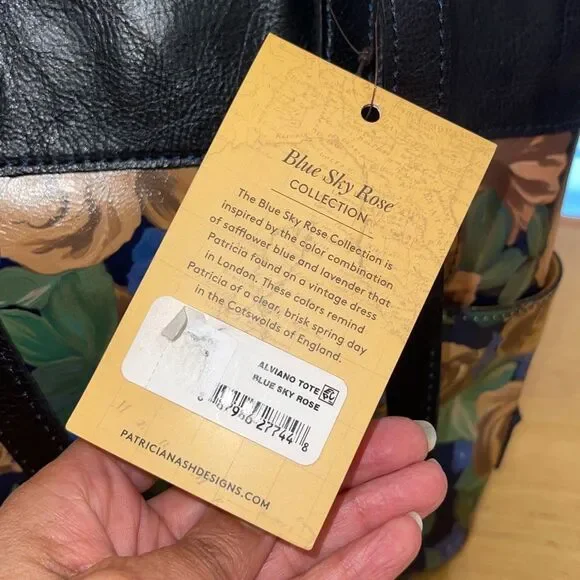 Blue Sky Rose
COLLECTION
The Blue Sky Rose Collection is
inspired by the color combination
of safflower blue and lavender that
Patricia found on a vintage dress
in London. These colors remind
Patricia of a clear, brisk spring day
in the Cotswolds of England.
ALVIANO TOTE
BLUE SKY ROSE
PATRICIANASHDESIGNS.COM